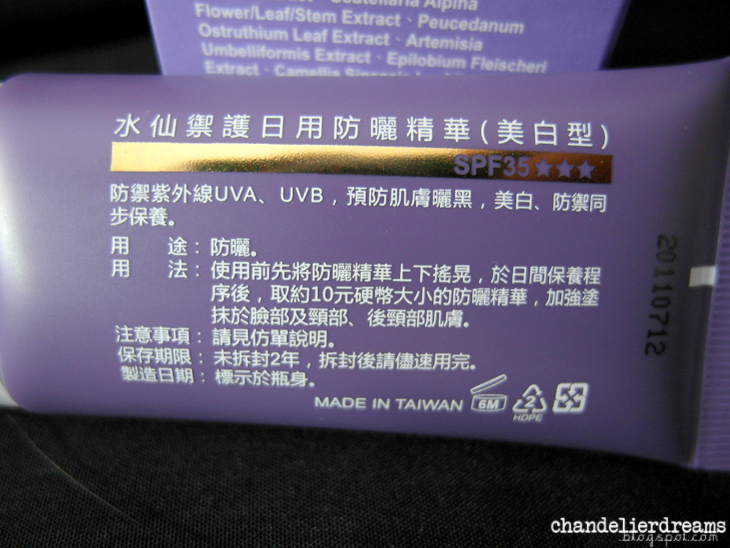 Flower/Leaf/Stem Extract、Peucedanum
Ostruthium Leaf Extract、Artemisia
Umbelliformis Extract、Epilobium Fleischeri
水仙禦護日用防曬精華(美白型)
SPF35★★★
防禦紫外線UVA、UVB，預防肌膚曬黑，美白、防禦同
步保養。
用　　途：防曬。
用　　法：使用前先將防曬精華上下搖晃，於日間保養程
序後，取約10元硬幣大小的防曬精華，加強塗
抹於臉部及頸部、後頸部肌膚。
注意事項：請見仿單說明。
保存期限：未拆封2年，拆封後請儘速用完。
製造日期：標示於瓶身。
MADE IN TAIWAN 6M 2
HDPE
20110712
chandelierdreams
.blogspot.com